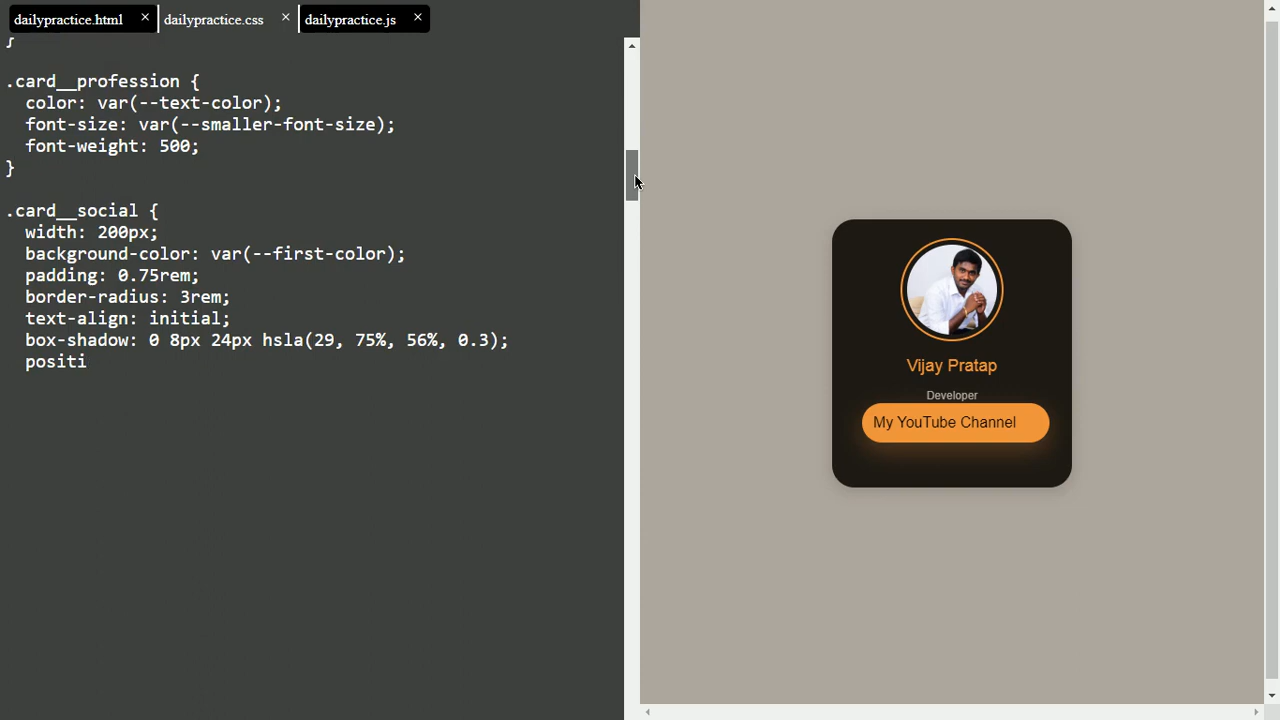 dailypractice.html × dailypractice.css × dailypractice.js ×
}
.card__profession {
color: var(--text-color);
font-size: var(--smaller-font-size);
font-weight: 500;
}
.card__social {
width: 200px;
background-color: var(--first-color);
padding: 0.75rem;
border-radius: 3rem;
text-align: initial;
box-shadow: 0 8px 24px hsla(29, 75%, 56%, 0.3);
positi
Vijay Pratap
Developer
My YouTube Channel